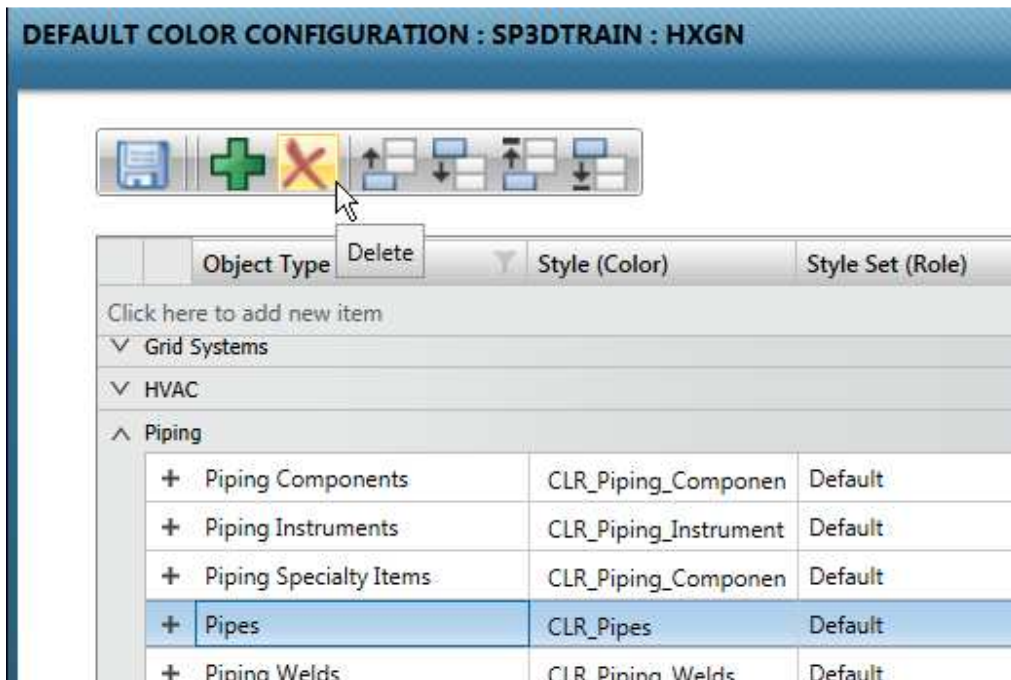 DEFAULT COLOR CONFIGURATION : SP3DTRAIN : HXGN
Delete
Object Type Style (Color) Style Set (Role)
Click here to add new item
Grid Systems
HVAC
Piping
Piping Components CLR_Piping_Componen Default
Piping Instruments CLR_Piping_Instrument Default
Piping Specialty Items CLR_Piping_Componen Default
Pipes CLR_Pipes Default
Piping Welds CLR_Piping_Welds Default